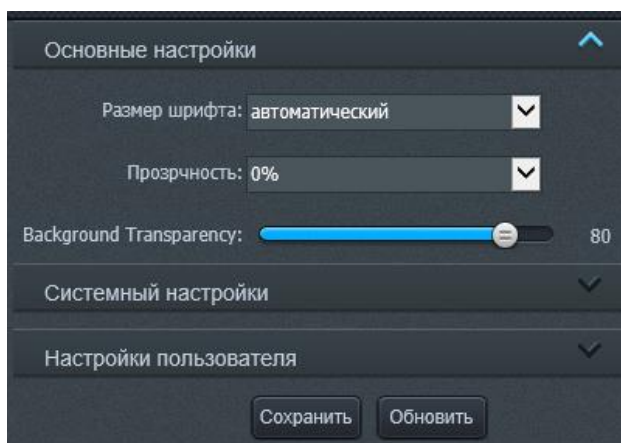 Основные настройки
Размер шрифта: автоматический
Прозрчность: 0%
Background Transparency: 80
Системный настройки
Настройки пользователя
Сохранить Обновить